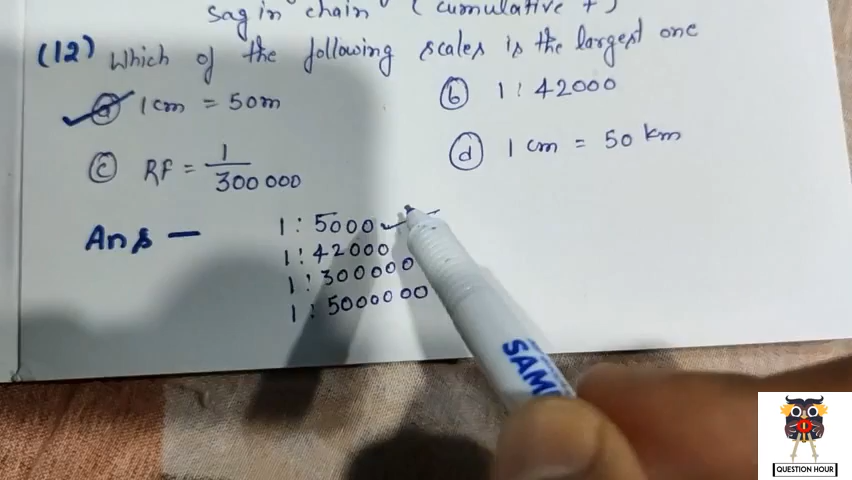 sag in chain (cumulative +)
(12) Which of the following scales is the largest one
(a) 1 cm = 50m
(b) 1 : 42000
(c) RF = 1/300000
(d) 1 cm = 50 km
Ans —
1 : 5000
1 : 42000
1 : 300000
1 : 5000000
SAM
QUESTION HOUR